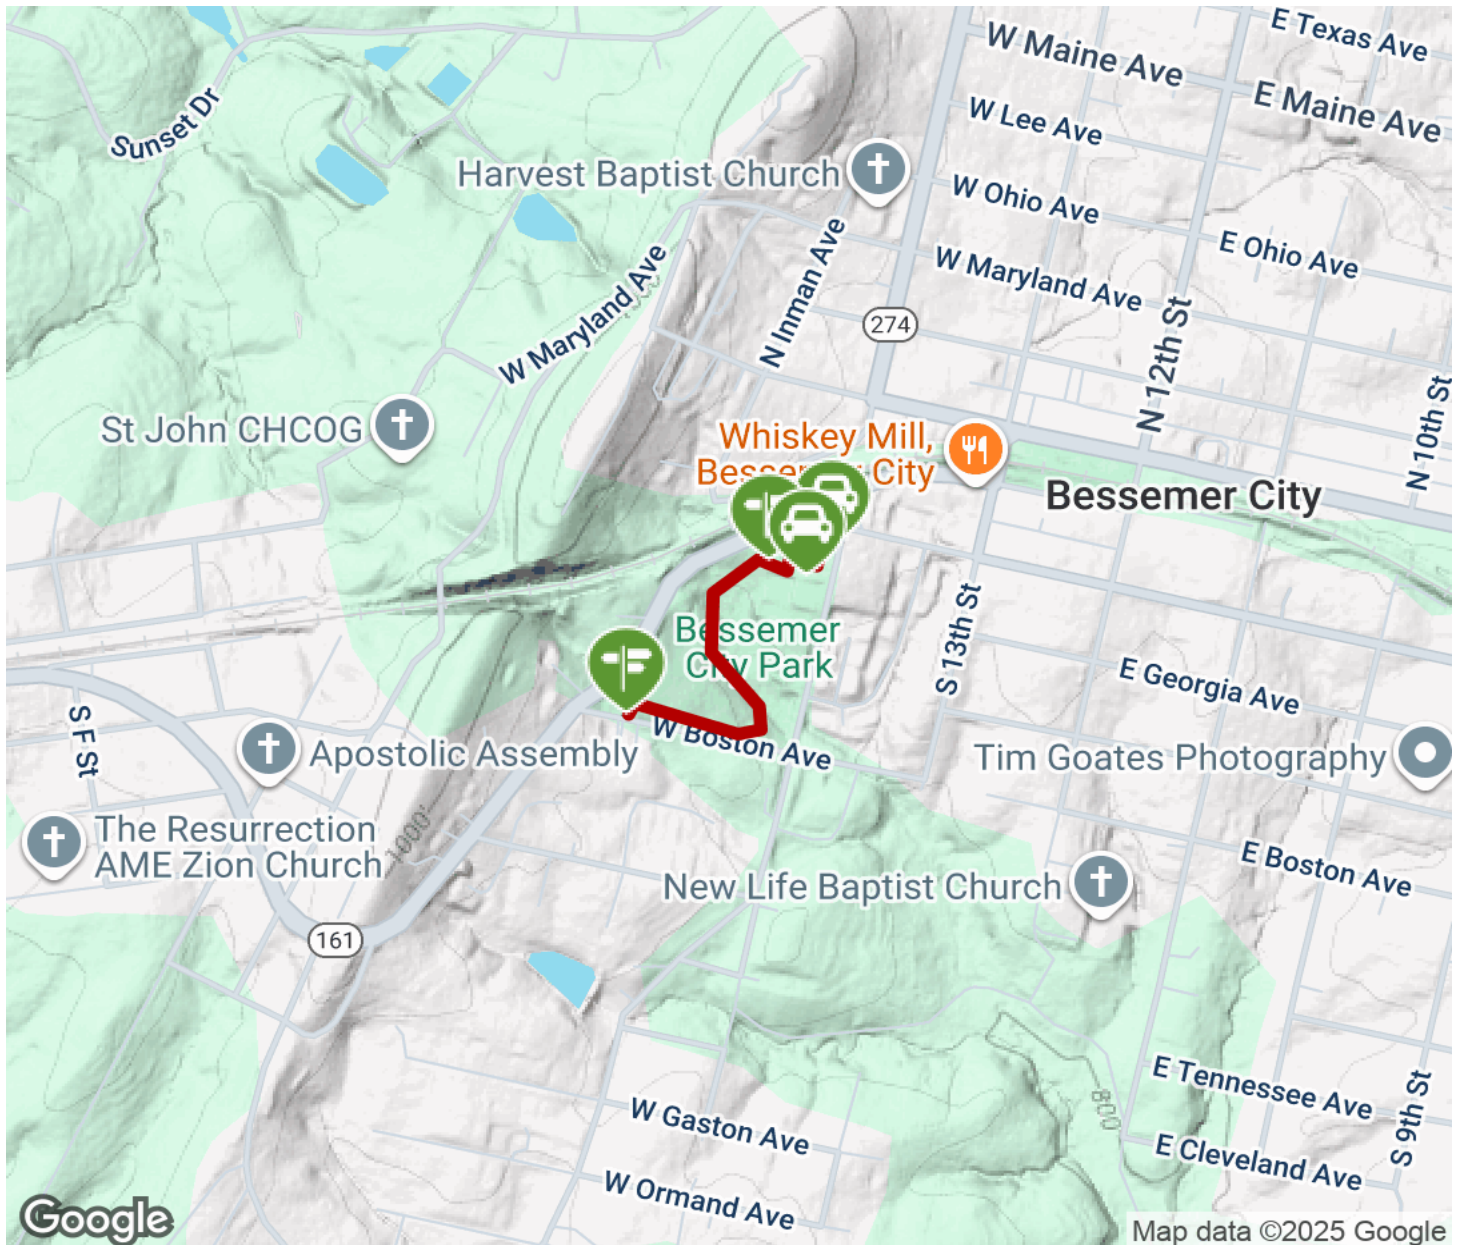 E Texas Ave
W Maine Ave
E Maine Ave
W Lee Ave
Sunset Dr
Harvest Baptist Church
W Ohio Ave
E Ohio Ave
W Maryland Ave
W Maryland Ave
N Inman Ave
274
N 12th St
N 10th St
St John CHCOG
Whiskey Mill,
Bessemer City
Bessemer City
S 13th St
Bessemer
City Park
E Georgia Ave
S F St
W Boston Ave
Apostolic Assembly
Tim Goates Photography
1000'
The Resurrection
AME Zion Church
E Boston Ave
New Life Baptist Church
161
E Tennessee Ave
800
S 9th St
W Gaston Ave
E Cleveland Ave
W Ormand Ave
Google
Map data ©2025 Google